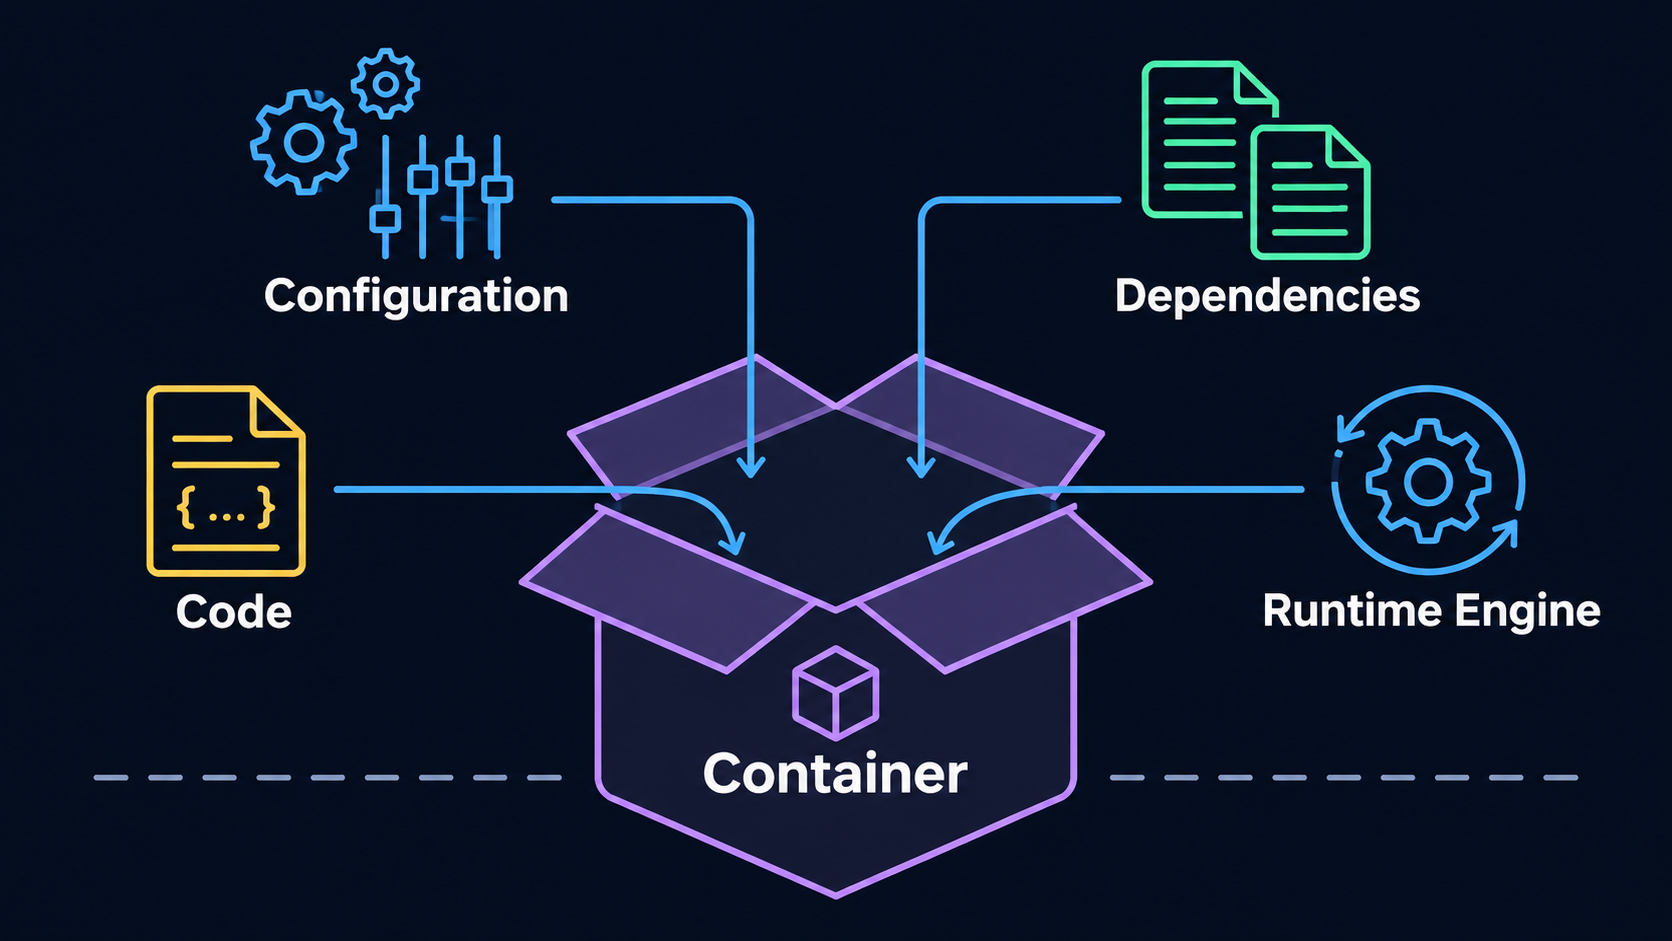 Configuration
Dependencies
{...}
Code
Runtime Engine
Container